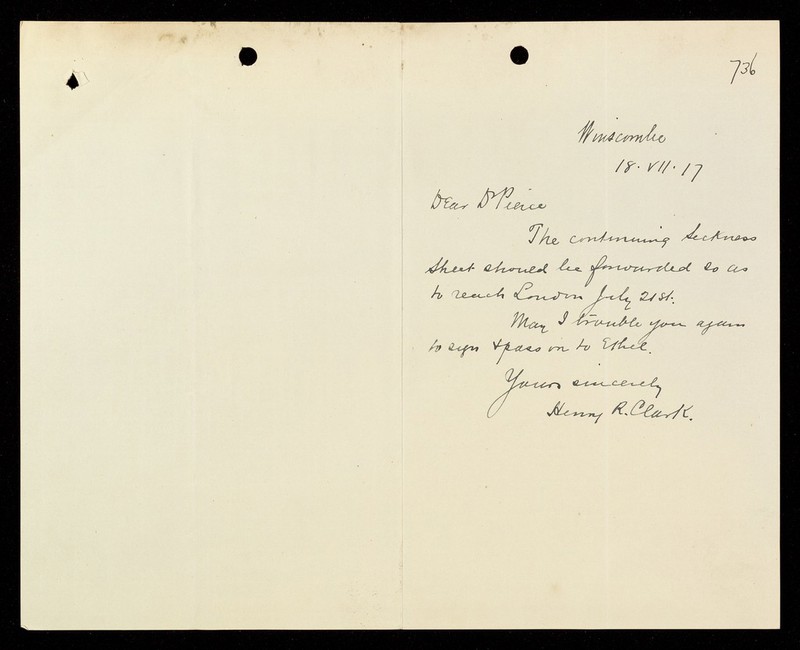 736
Winscombe
18. VII. 17
Dear Dr Pierce
The continuing Sickness
Sheet should be forwarded so as
to reach London July 21st.
May I trouble you again
to sign & pass on to Ethel.
Yours sincerely
Henry R. Clark.